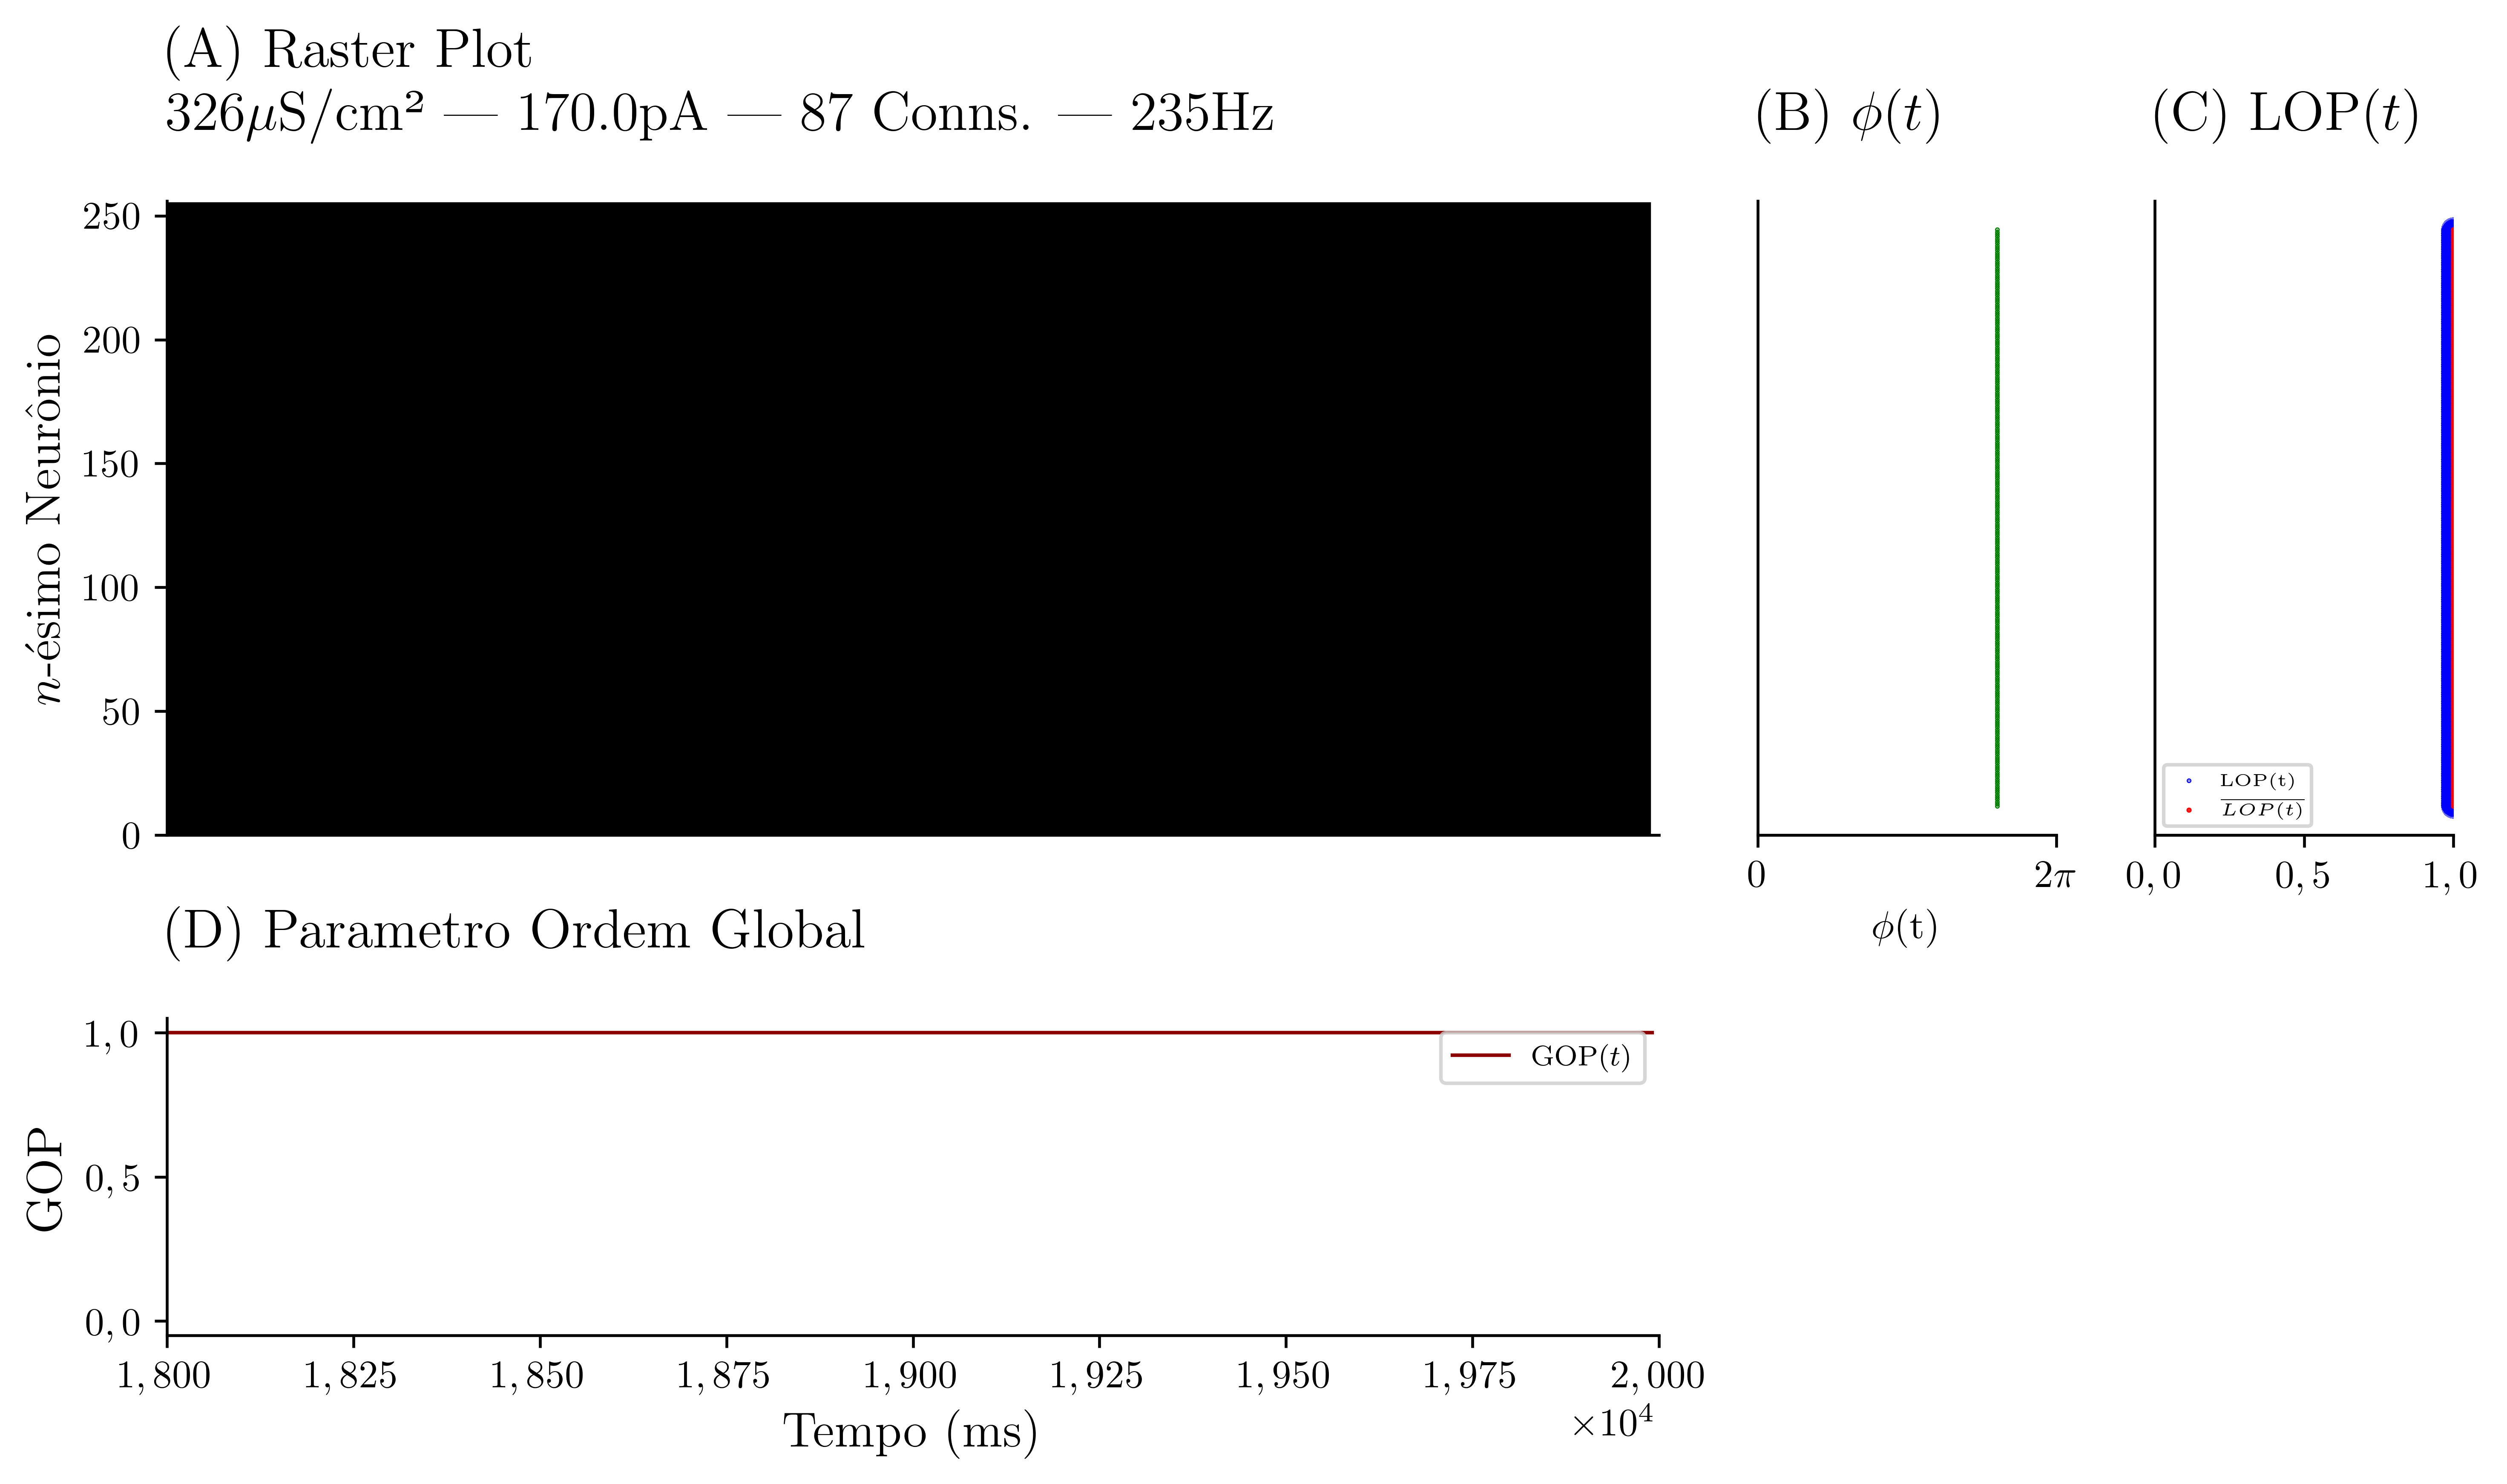 (A) Raster Plot
326μS/cm² — 170.0pA — 87 Conns. — 235Hz
(B) ϕ(t)
(C) LOP(t)
n-ésimo Neurônio
250
200
150
100
50
0
0
2π
ϕ(t)
LOP(t)
LOP(t)
0,0
0,5
1,0
(D) Parametro Ordem Global
GOP
1,0
0,5
0,0
GOP(t)
1,800
1,825
1,850
1,875
1,900
1,925
1,950
1,975
2,000
×10⁴
Tempo (ms)